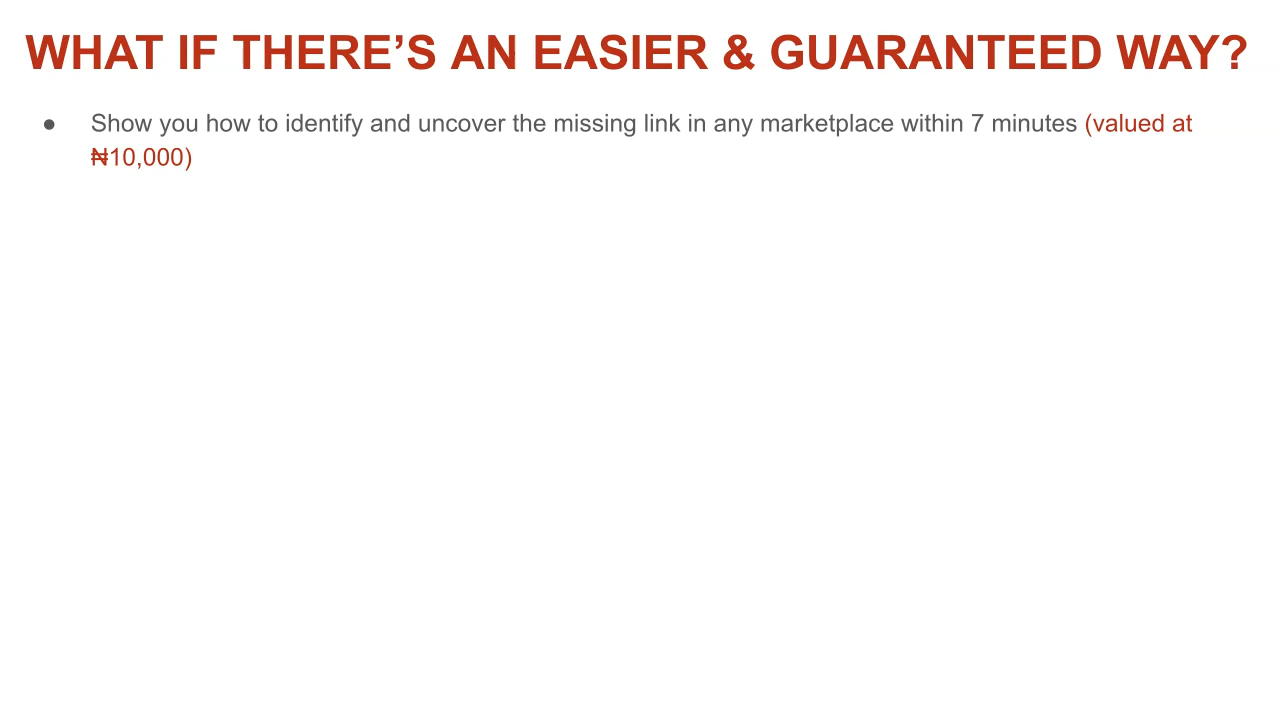 WHAT IF THERE’S AN EASIER & GUARANTEED WAY?
● Show you how to identify and uncover the missing link in any marketplace within 7 minutes (valued at
₦10,000)